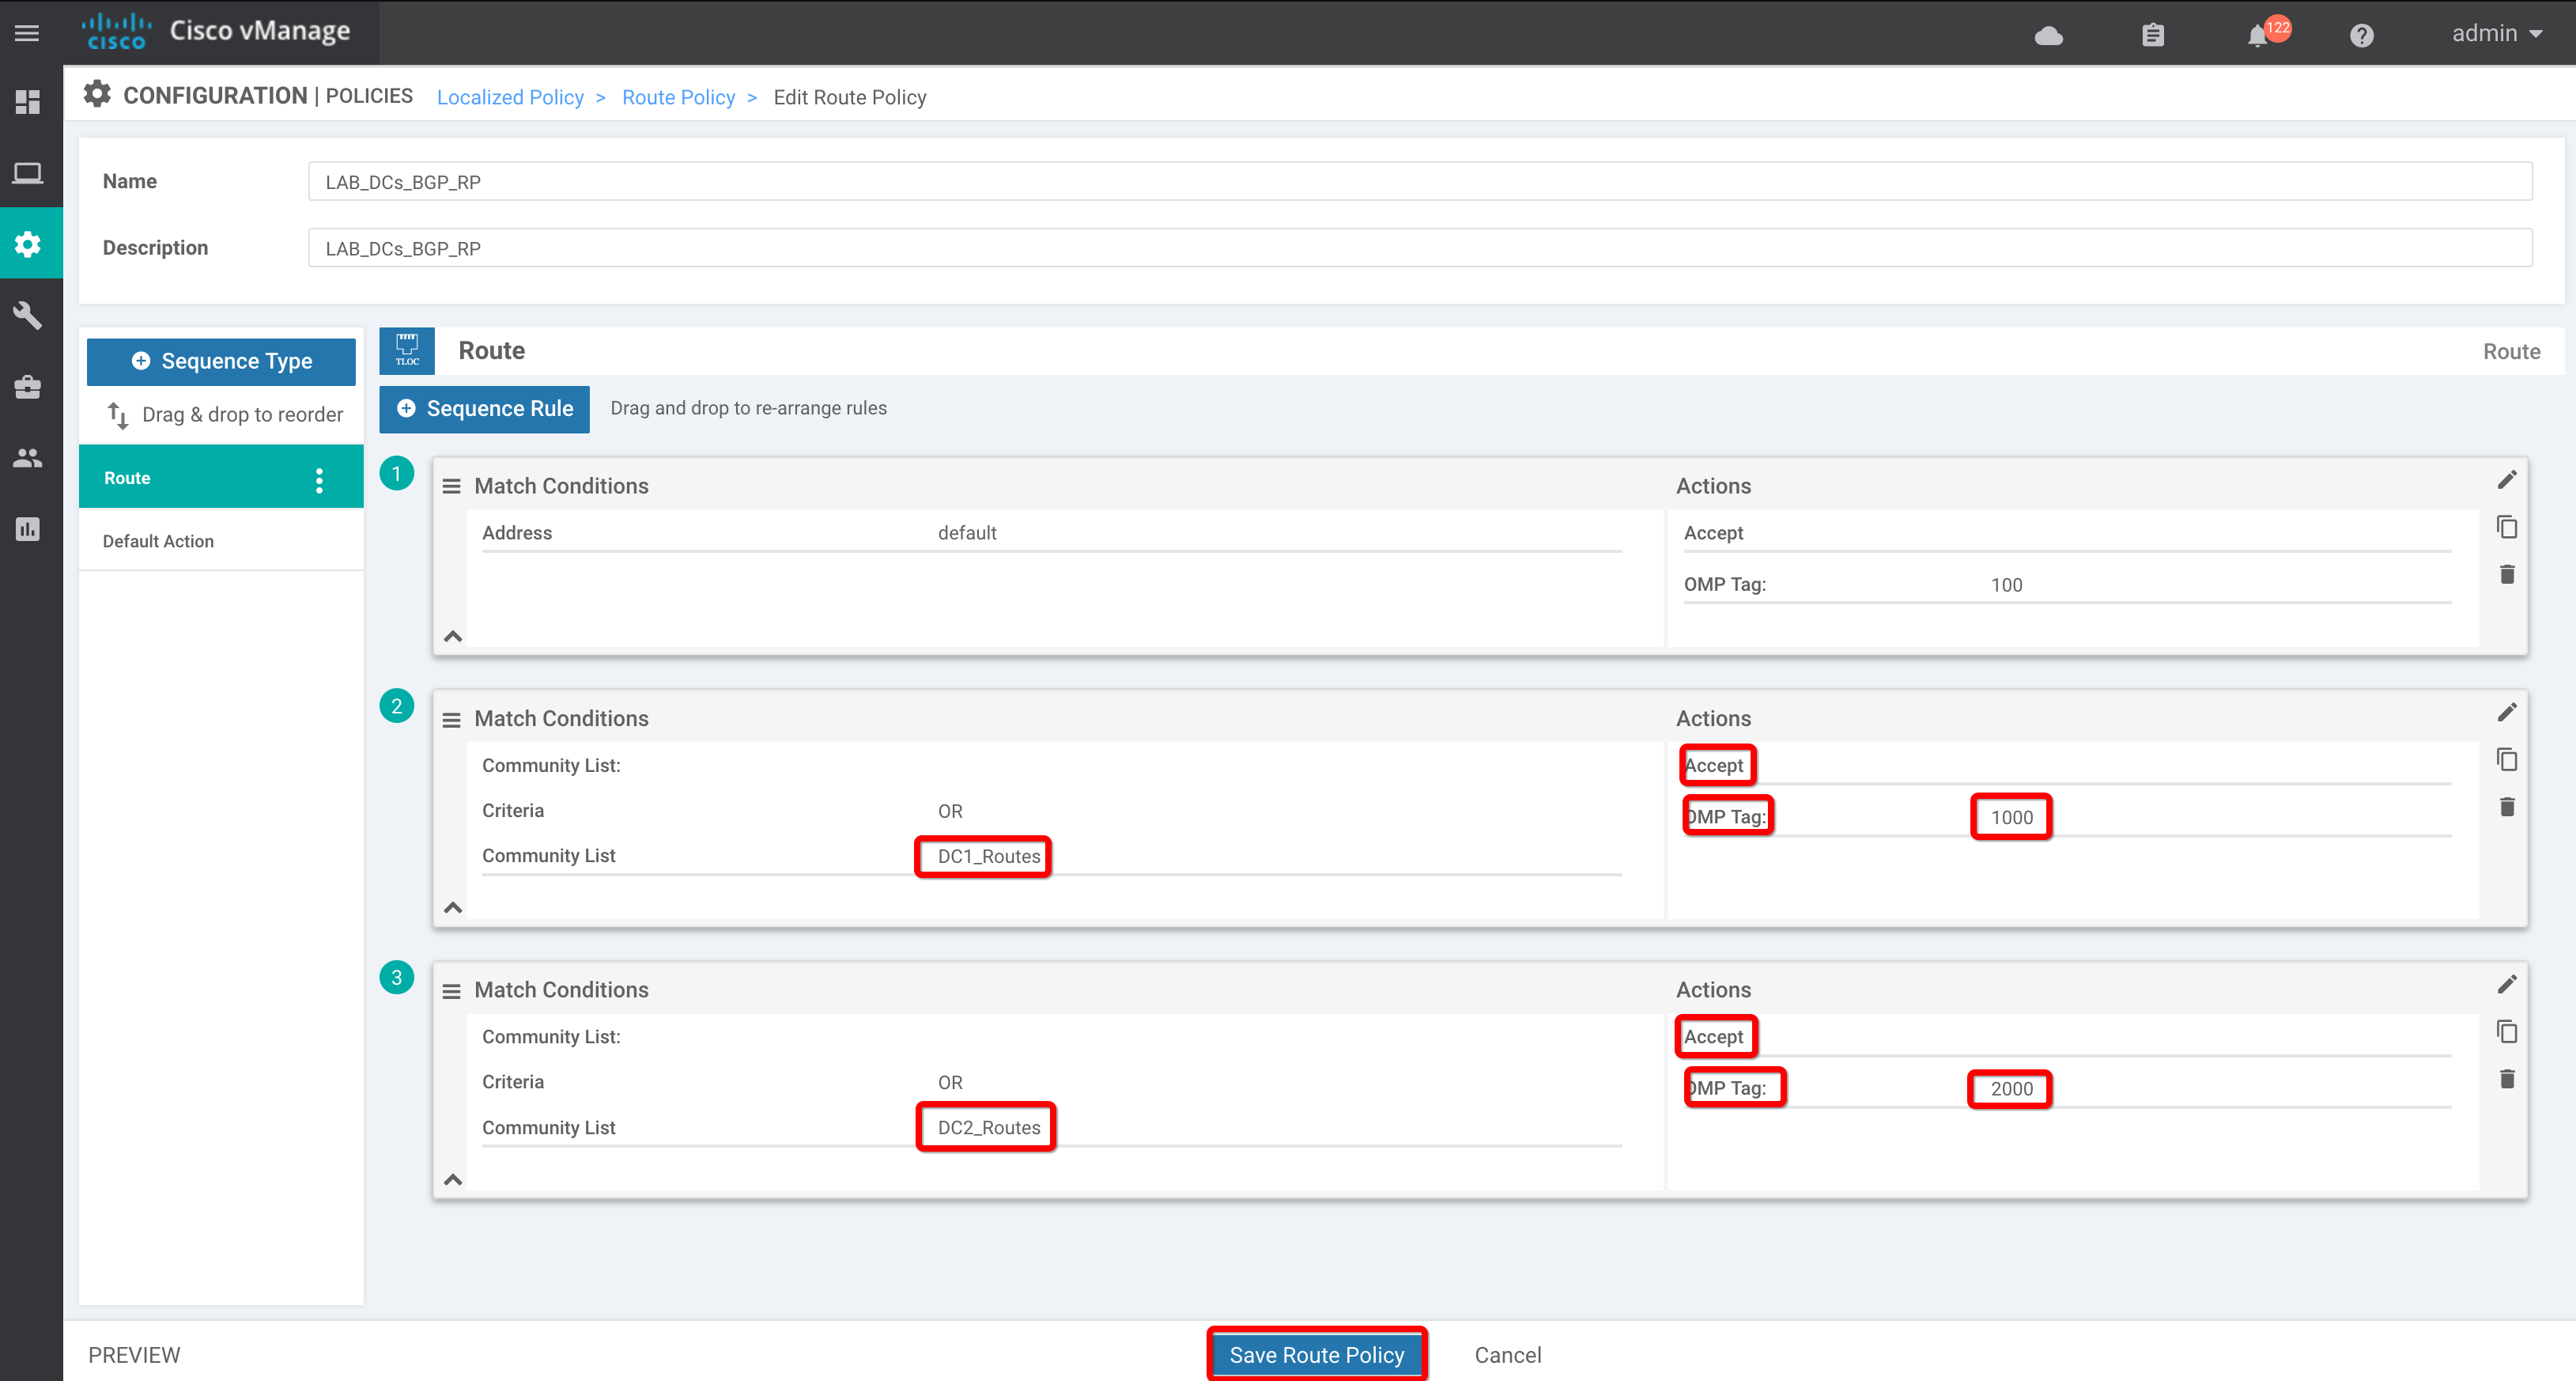 CISCO Cisco vManage 122 admin
CONFIGURATION | POLICIES Localized Policy > Route Policy > Edit Route Policy
Name LAB_DCs_BGP_RP
Description LAB_DCs_BGP_RP
Sequence Type
Drag & drop to reorder
Route
Default Action
TLOC Route Route
Sequence Rule Drag and drop to re-arrange rules
1 Match Conditions Actions
Address default Accept
OMP Tag: 100
2 Match Conditions Actions
Community List: Accept
Criteria OR OMP Tag: 1000
Community List DC1_Routes
3 Match Conditions Actions
Community List: Accept
Criteria OR OMP Tag: 2000
Community List DC2_Routes
PREVIEW Save Route Policy Cancel